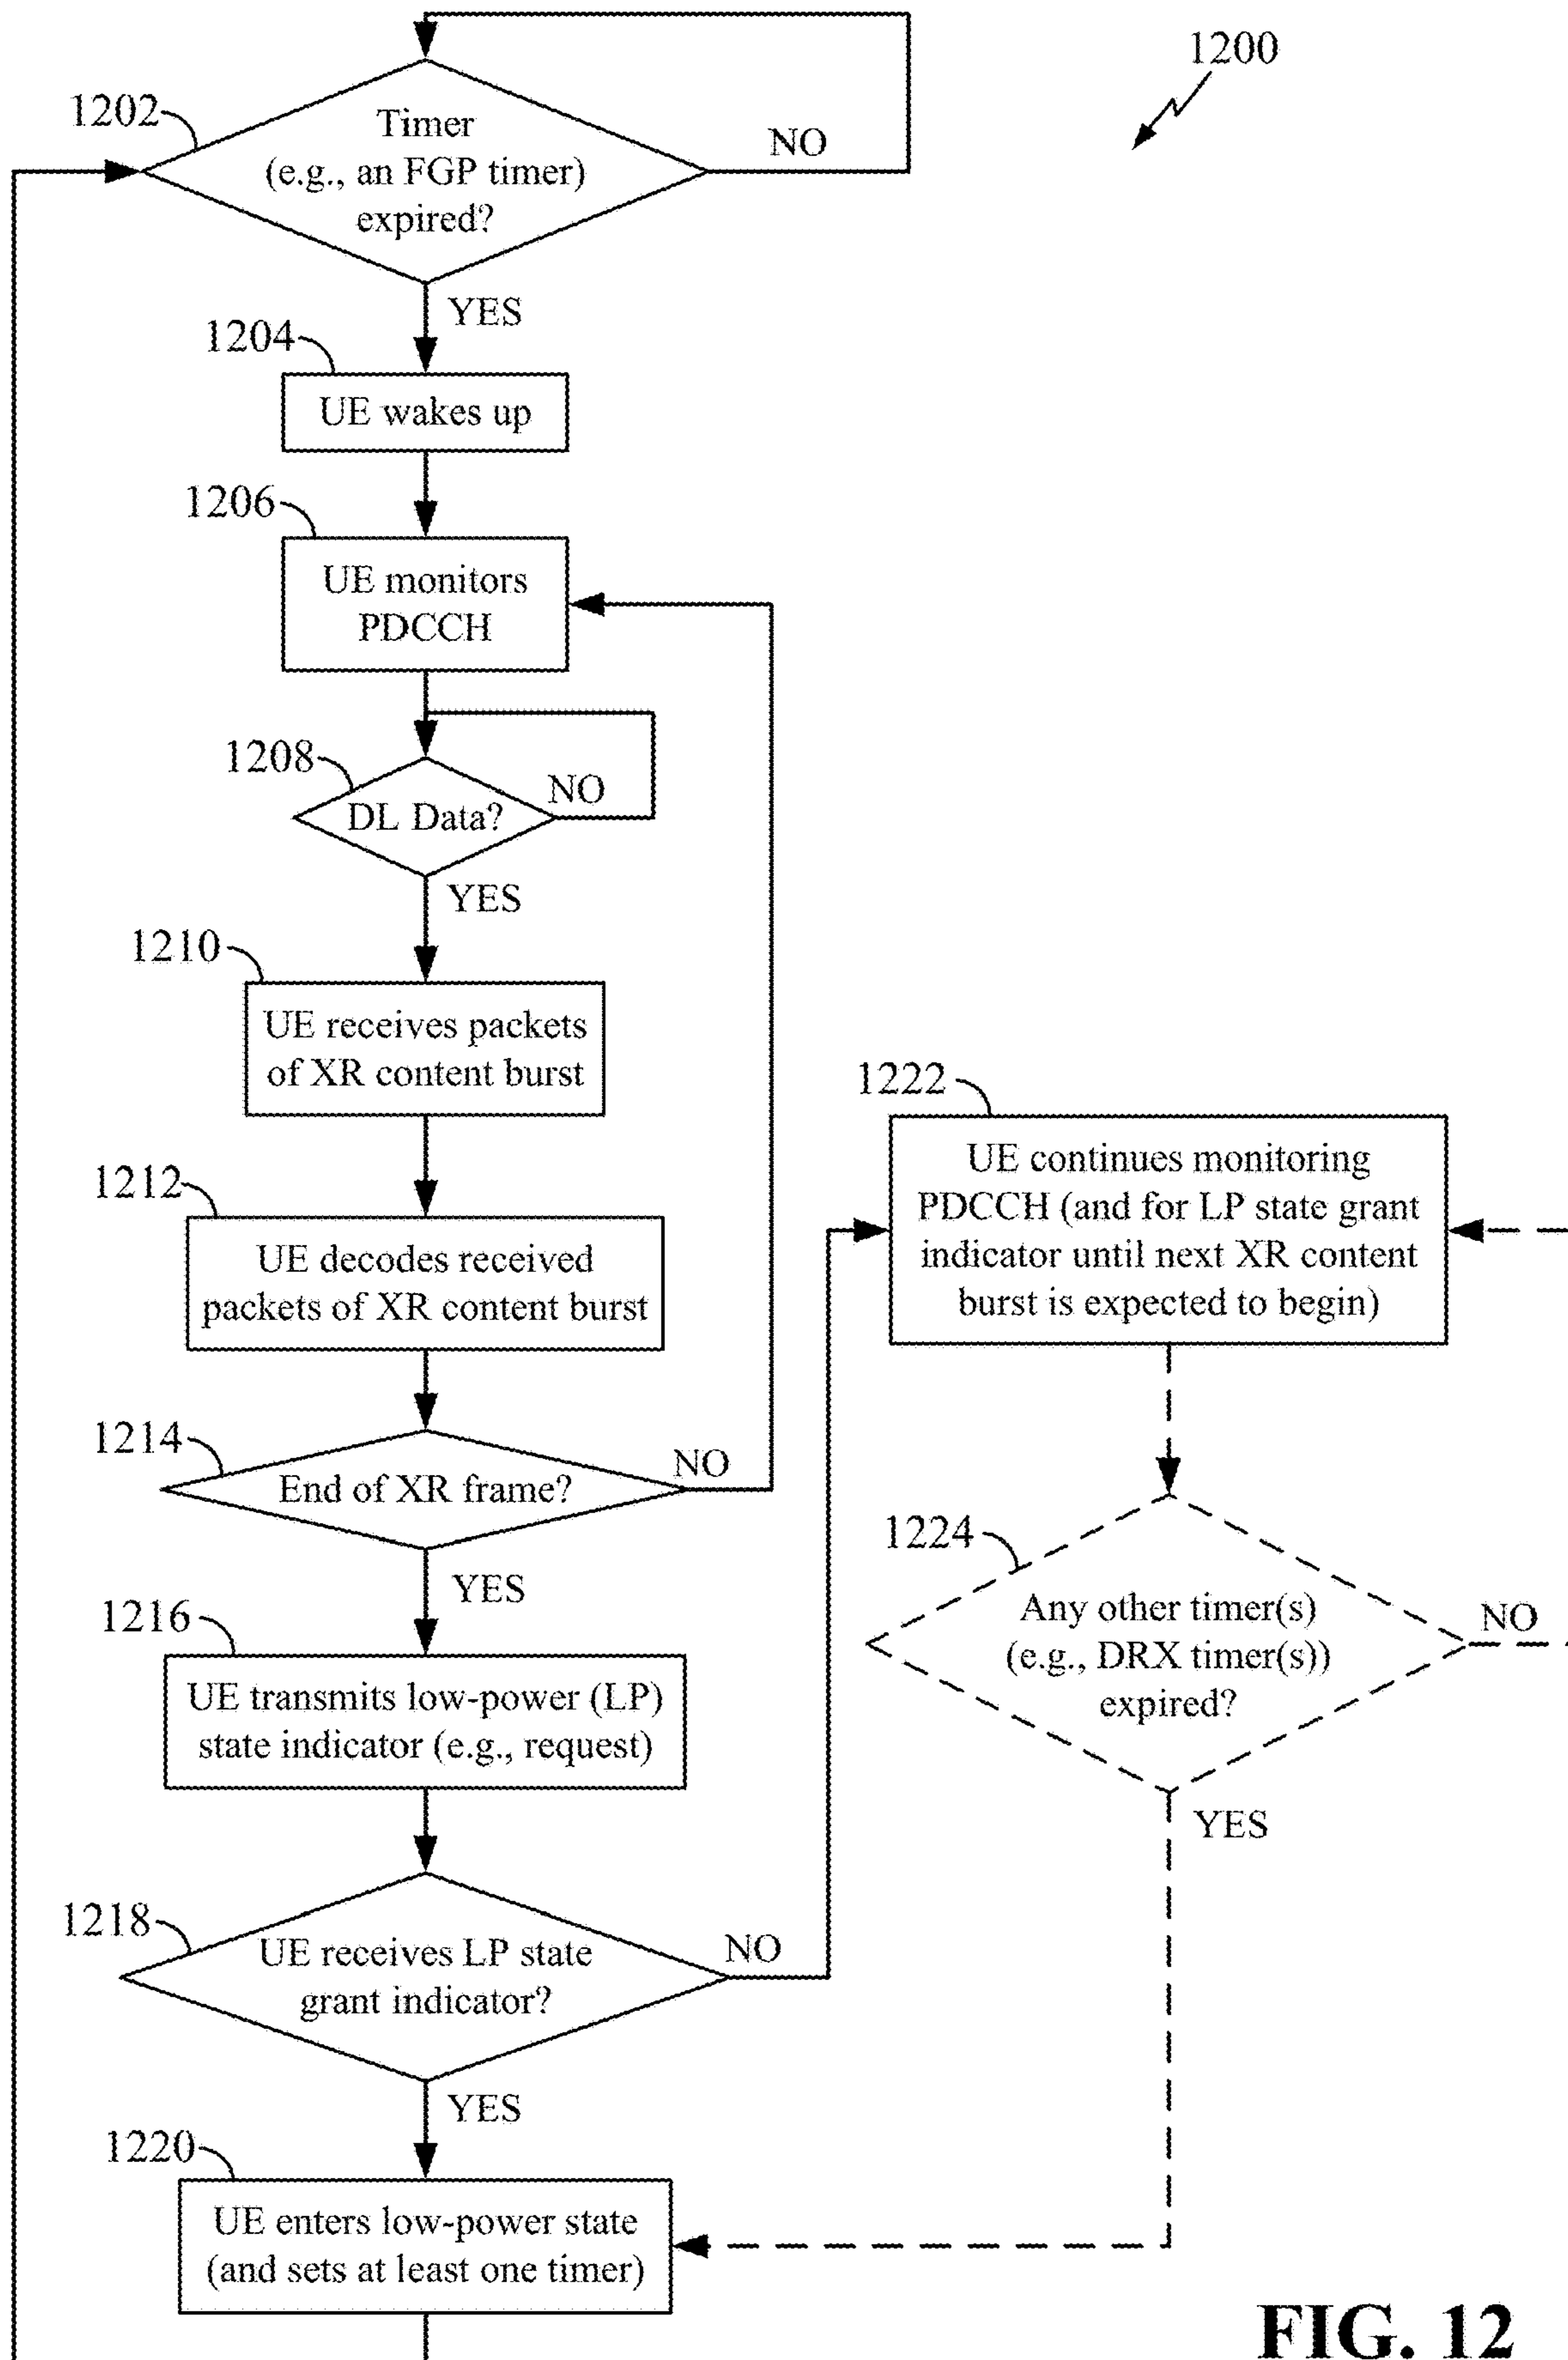 1200
1202
Timer
(e.g., an FGP timer)
expired?
NO
YES
1204
UE wakes up
1206
UE monitors
PDCCH
1208
DL Data?
NO
YES
1210
UE receives packets
of XR content burst
1212
UE decodes received
packets of XR content burst
1214
End of XR frame?
NO
YES
1216
UE transmits low-power (LP)
state indicator (e.g., request)
1218
UE receives LP state
grant indicator?
NO
YES
1220
UE enters low-power state
(and sets at least one timer)
1222
UE continues monitoring
PDCCH (and for LP state grant
indicator until next XR content
burst is expected to begin)
1224
Any other timer(s)
(e.g., DRX timer(s))
expired?
NO
YES
FIG. 12